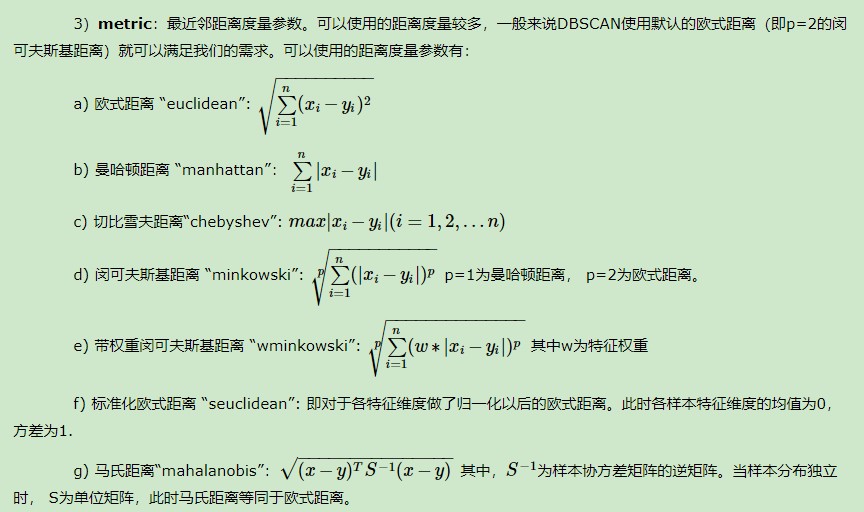 3）metric：最近邻距离度量参数。可以使用的距离度量较多，一般来说DBSCAN使用默认的欧式距离（即p=2的闵
可夫斯基距离）就可以满足我们的需求。可以使用的距离度量参数有：
a) 欧式距离 “euclidean”: $\sqrt{\sum\limits_{i=1}^{n}(x_i-y_i)^2}$
b) 曼哈顿距离 “manhattan”： $\sum\limits_{i=1}^{n}|x_i-y_i|$
c) 切比雪夫距离“chebyshev”: $max|x_i-y_i|(i=1,2,\dots n)$
d) 闵可夫斯基距离 “minkowski”: $\sqrt[p]{\sum\limits_{i=1}^{n}(|x_i-y_i|)^p}$ p=1为曼哈顿距离， p=2为欧式距离。
e) 带权重闵可夫斯基距离 “wminkowski”: $\sqrt[p]{\sum\limits_{i=1}^{n}(w*|x_i-y_i|)^p}$ 其中w为特征权重
f) 标准化欧式距离 “seuclidean”: 即对于各特征维度做了归一化以后的欧式距离。此时各样本特征维度的均值为0，
方差为1.
g) 马氏距离“mahalanobis”: $\sqrt{(x-y)^TS^{-1}(x-y)}$ 其中，$S^{-1}$为样本协方差矩阵的逆矩阵。当样本分布独立
时， S为单位矩阵，此时马氏距离等同于欧式距离。